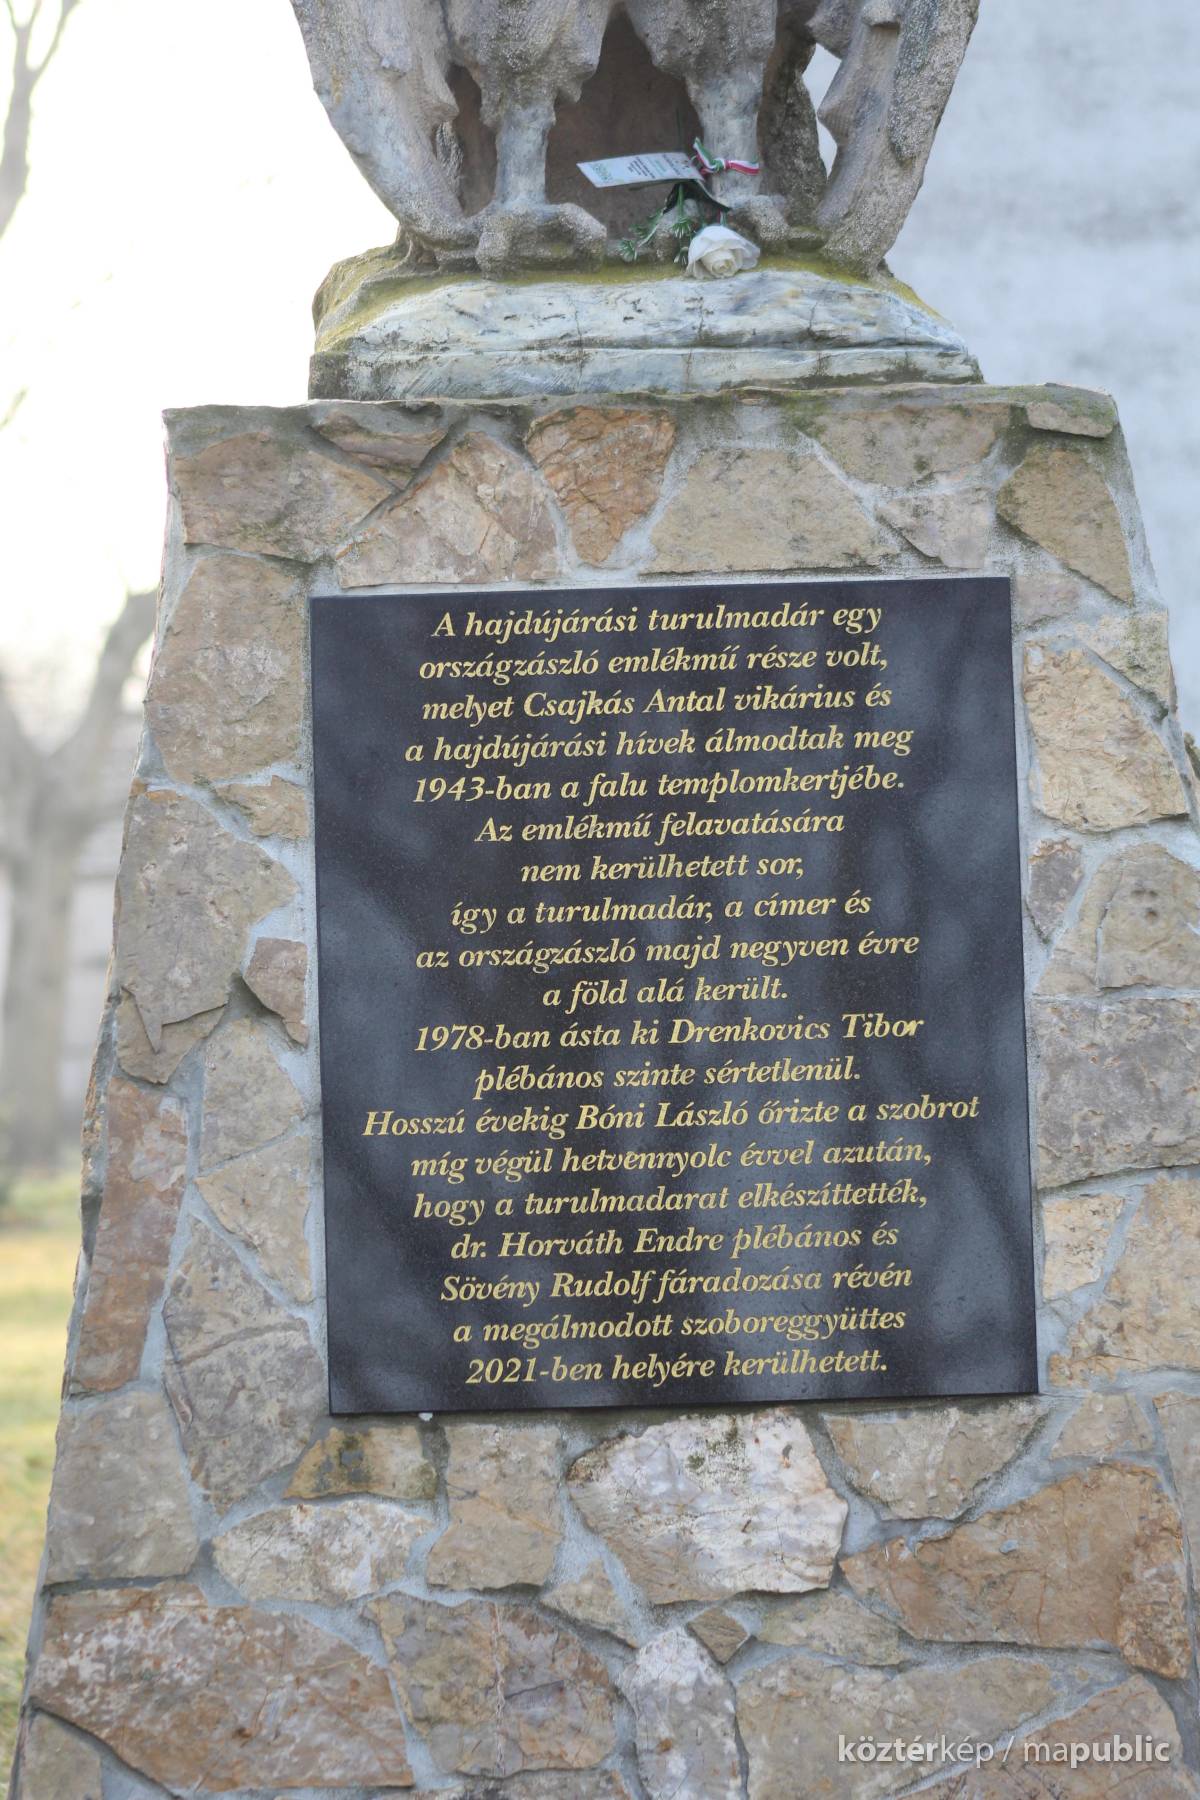 A hajdújárási turulmadár egy
országzászló emlékmű része volt,
melyet Csajkás Antal vikárius és
a hajdújárási hívek álmodtak meg
1943-ban a falu templomkertjébe.
Az emlékmű felavatására
nem kerülhetett sor,
így a turulmadár, a címer és
az országzászló majd negyven évre
a föld alá került.
1978-ban ásta ki Drenkovics Tibor
plébános szinte sértetlenül.
Hosszú évekig Bóni László őrizte a szobrot
míg végül hetvennyolc évvel azután,
hogy a turulmadarat elkészíttették,
dr. Horváth Endre plébános és
Sövény Rudolf fáradozása révén
a megálmodott szoboreggyüttes
2021-ben helyére kerülhetett.
köztérkép / mapublic